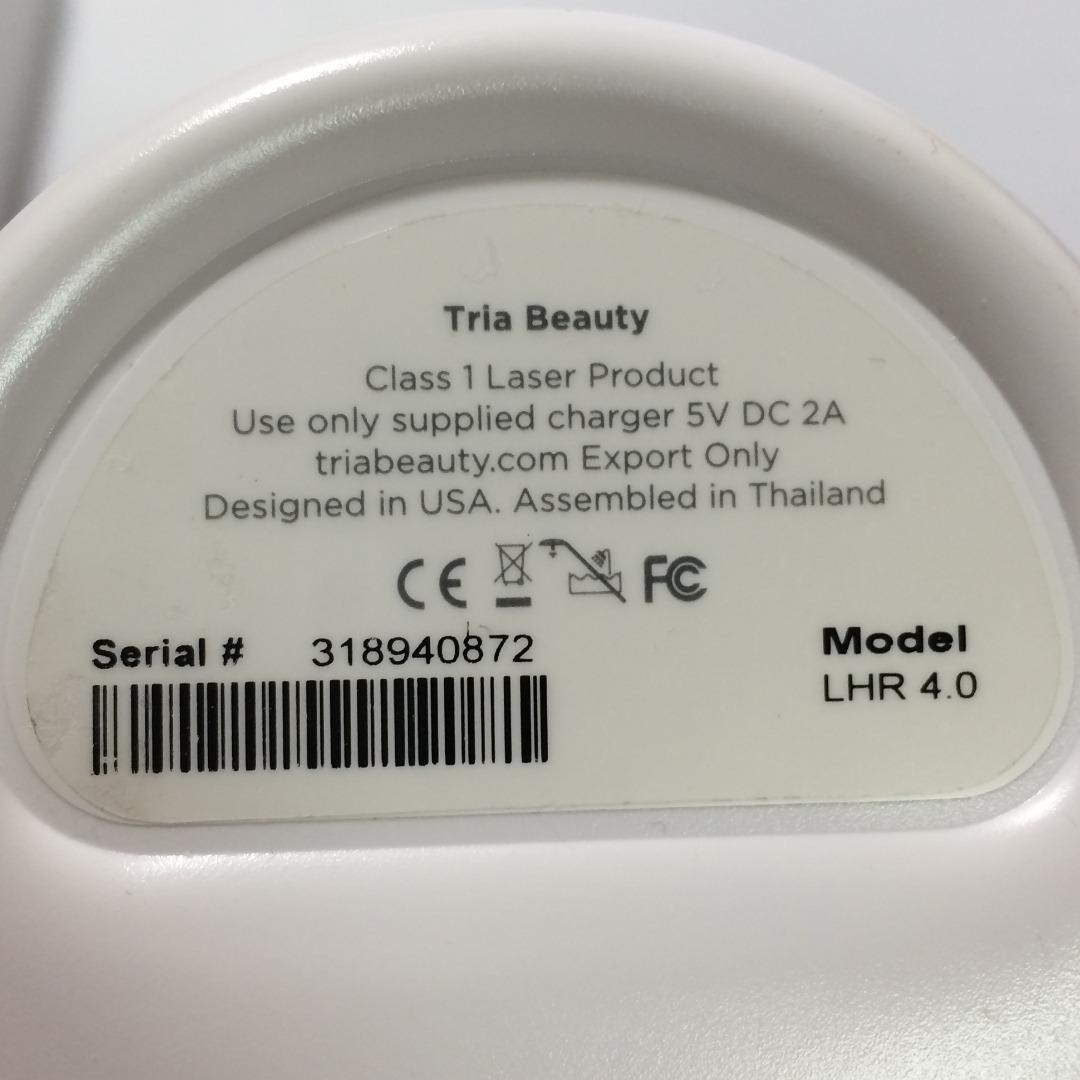 Tria Beauty
Class 1 Laser Product
Use only supplied charger 5V DC 2A
triabeauty.com Export Only
Designed in USA. Assembled in Thailand
CE FC
Serial # 318940872
Model
LHR 4.0